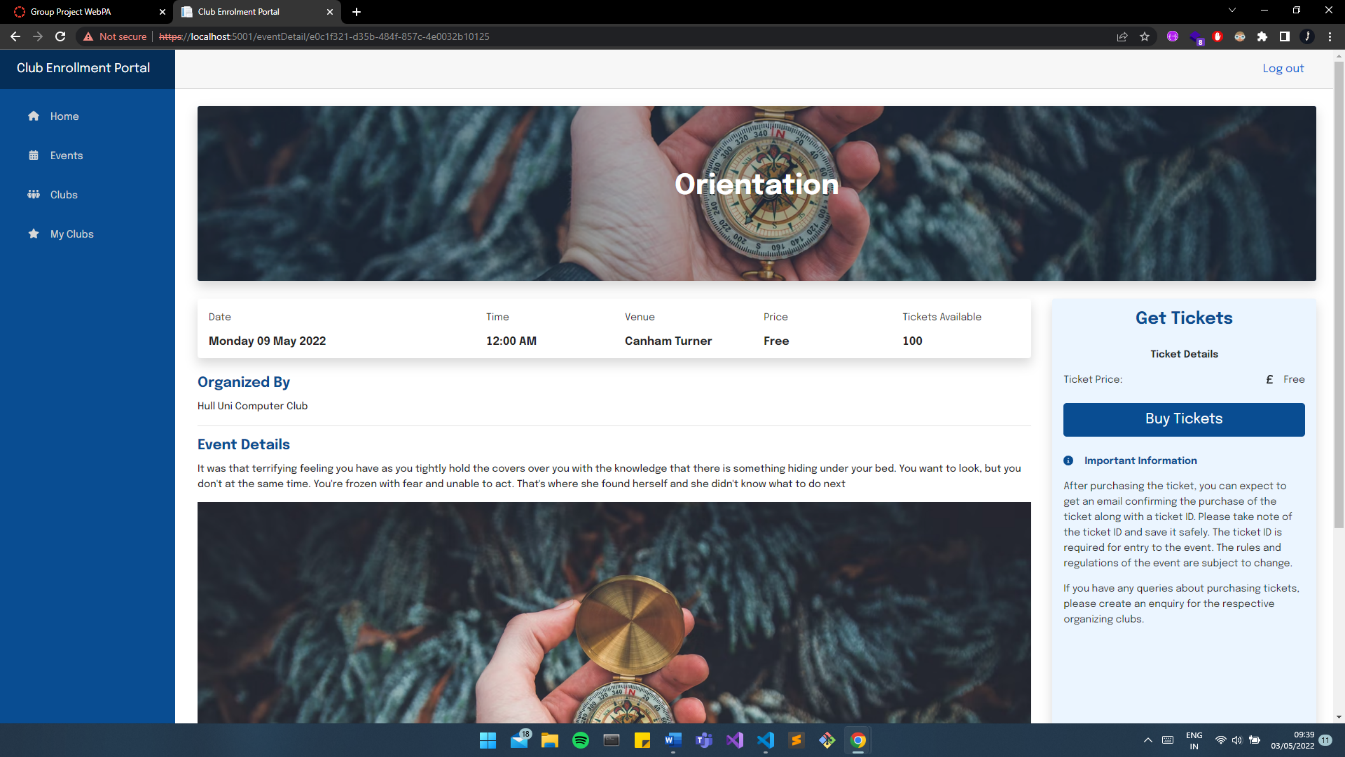 Group Project WebPA
Club Enrolment Portal
Not secure
https://localhost:5001/eventDetail/e0c1f321-d35b-484f-857c-4e0032b10125
8
Club Enrollment Portal
Log out
Home
Events
Clubs
My Clubs
Orientation
Date
Time
Venue
Price
Tickets Available
Monday 09 May 2022
12:00 AM
Canham Turner
Free
100
Organized By
Hull Uni Computer Club
Event Details
It was that terrifying feeling you have as you tightly hold the covers over you with the knowledge that there is something hiding under your bed. You want to look, but you
don't at the same time. You're frozen with fear and unable to act. That's where she found herself and she didn't know what to do next
Get Tickets
Ticket Details
Ticket Price:
£ Free
Buy Tickets
Important Information
After purchasing the ticket, you can expect to
get an email confirming the purchase of the
ticket along with a ticket ID. Please take note of
the ticket ID and save it safely. The ticket ID is
required for entry to the event. The rules and
regulations of the event are subject to change.
If you have any queries about purchasing tickets,
please create an enquiry for the respective
organizing clubs.
18
ENG
IN
09:39
03/05/2022
11